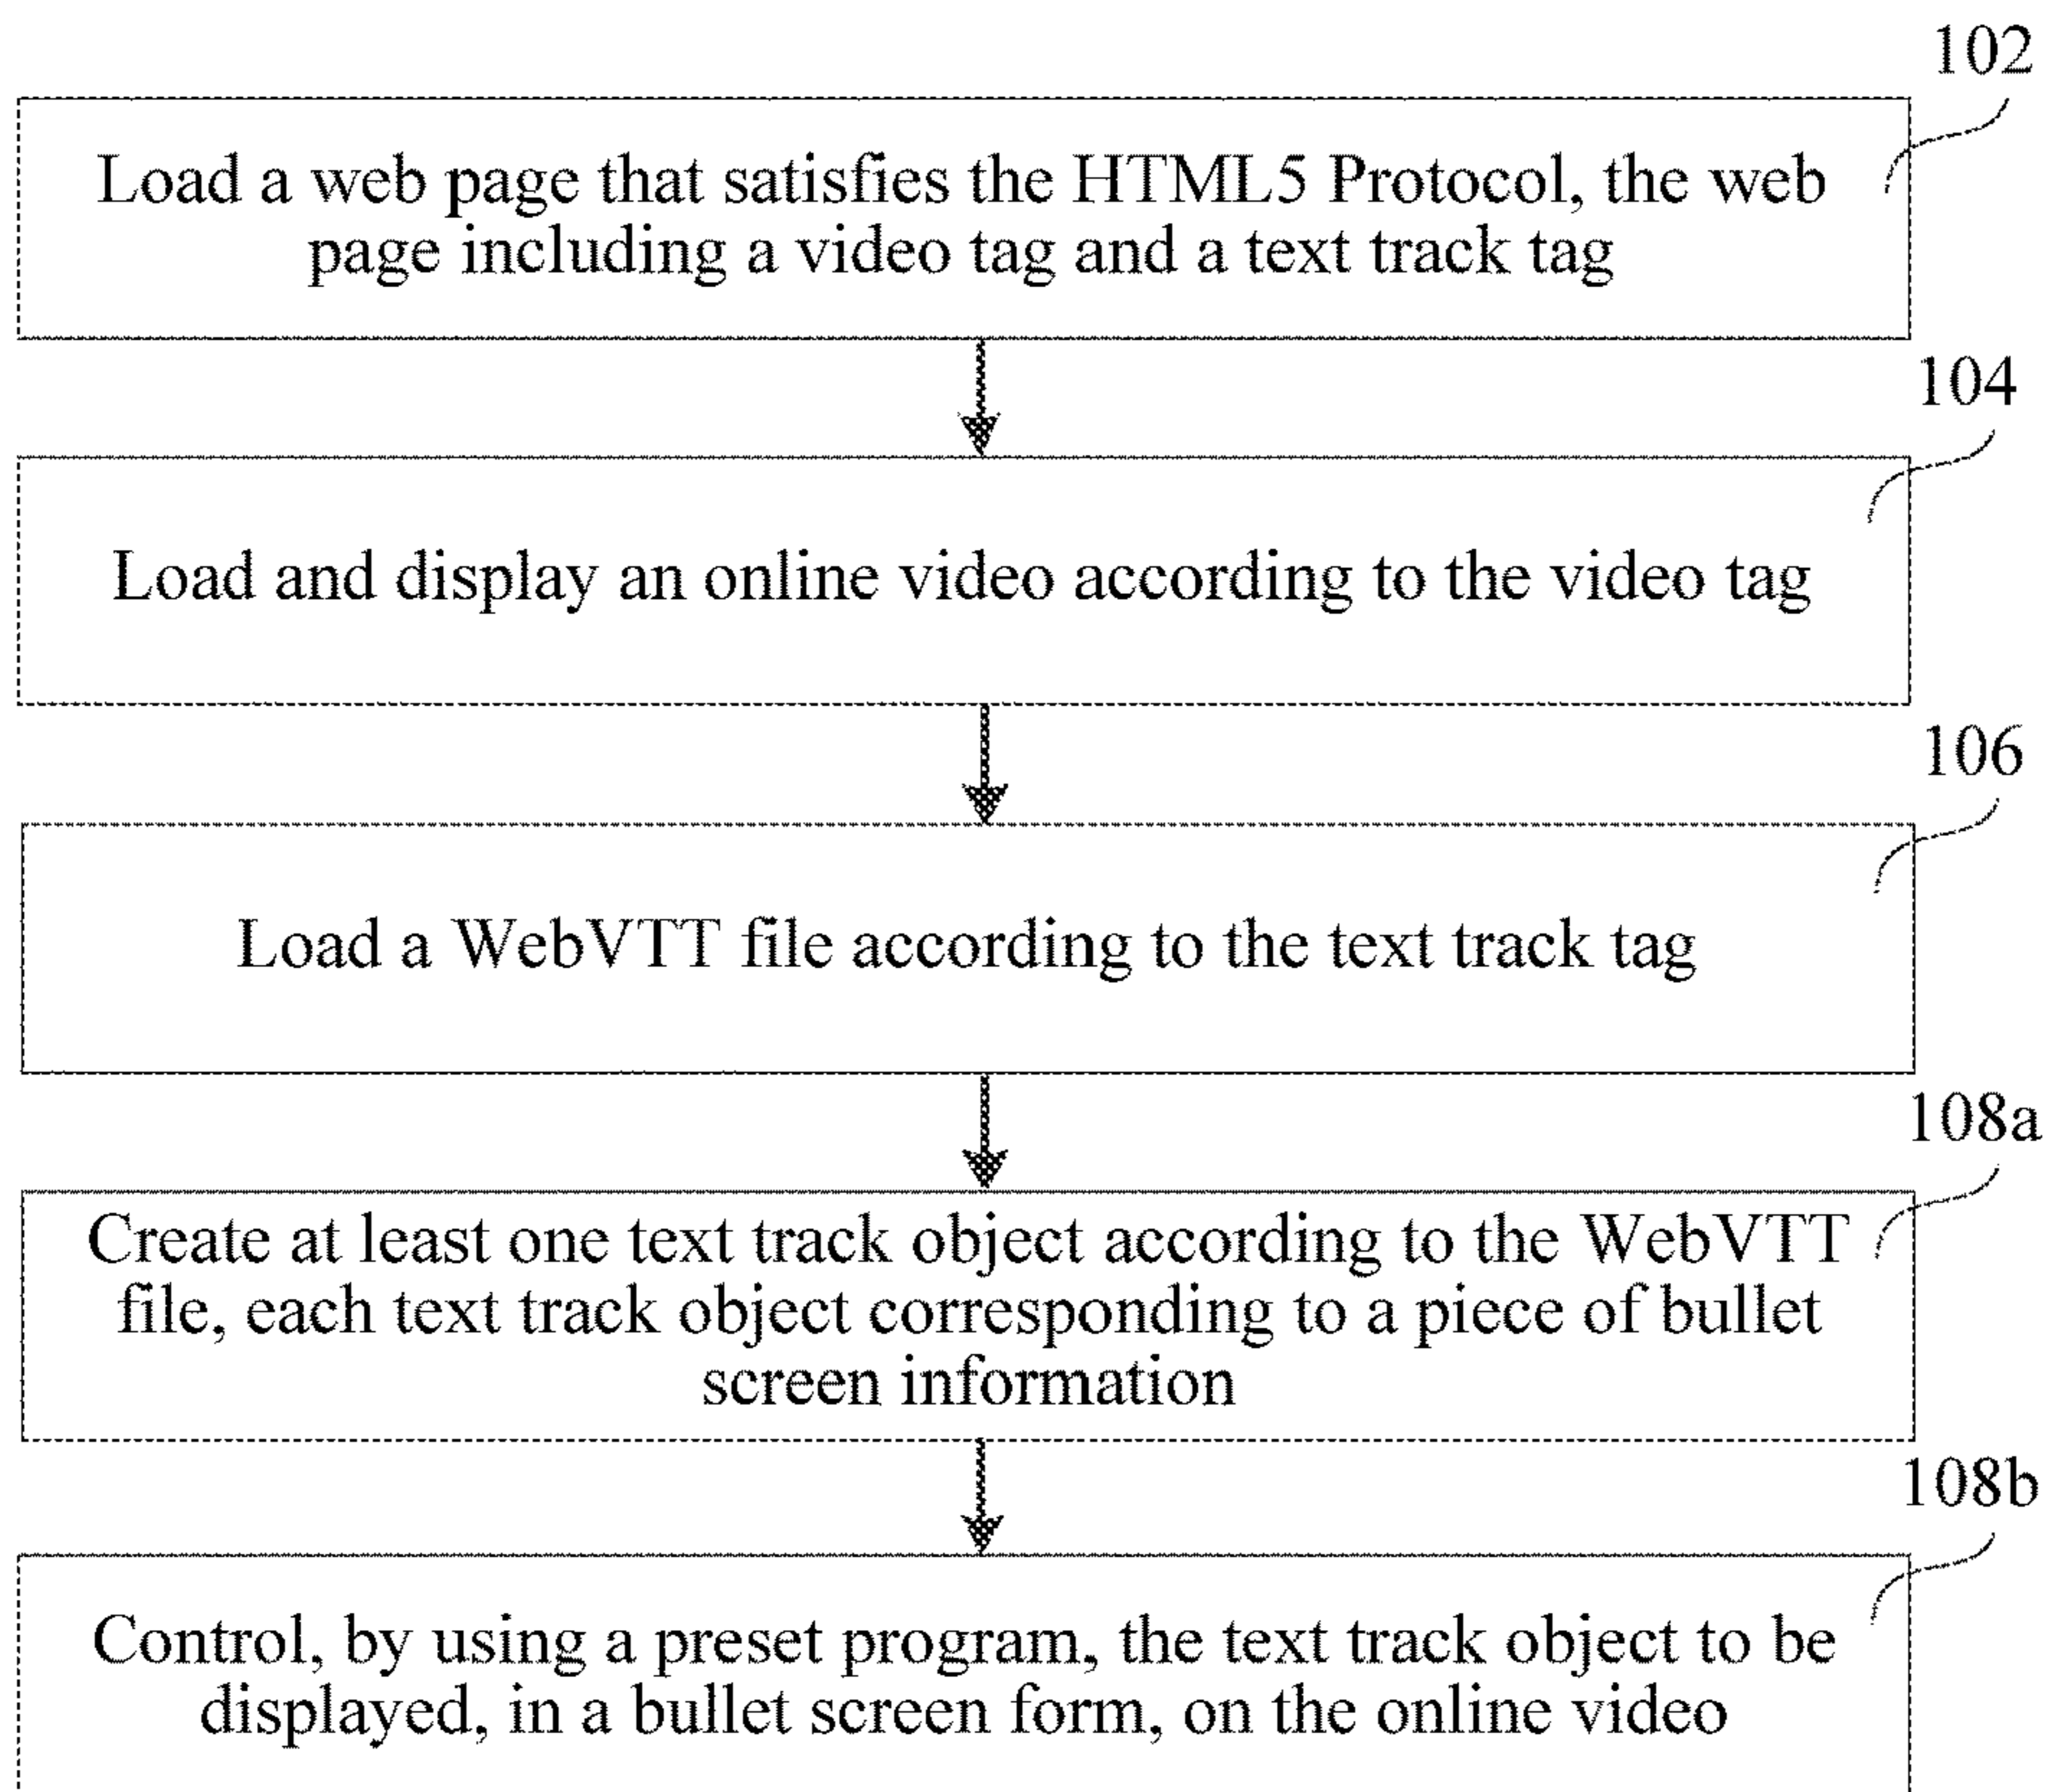 102
Load a web page that satisfies the HTML5 Protocol, the web
page including a video tag and a text track tag
104
Load and display an online video according to the video tag
106
Load a WebVTT file according to the text track tag
108a
Create at least one text track object according to the WebVTT
file, each text track object corresponding to a piece of bullet
screen information
108b
Control, by using a preset program, the text track object to be
displayed, in a bullet screen form, on the online video